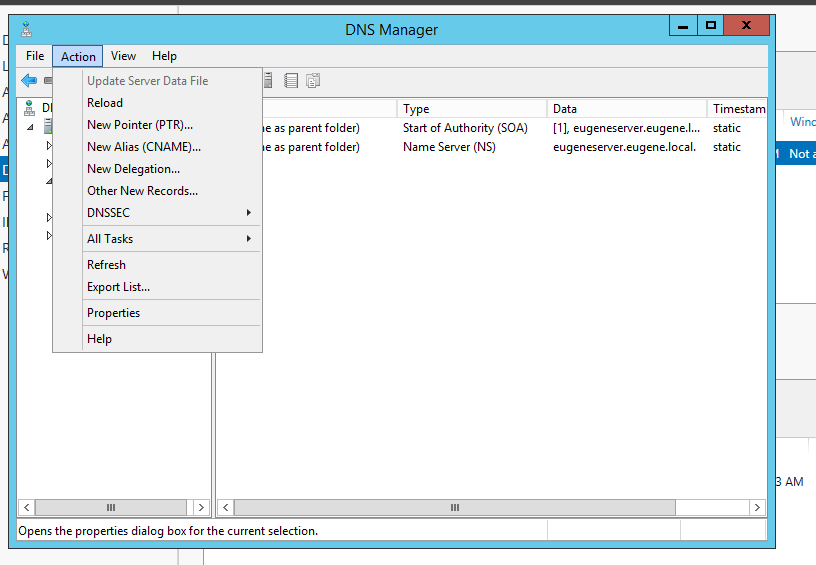 DNS Manager
File Action View Help
Update Server Data File
Reload
New Pointer (PTR)...
New Alias (CNAME)...
New Delegation...
Other New Records...
DNSSEC
All Tasks
Refresh
Export List...
Properties
Help
Type Data Timestam
e as parent folder) Start of Authority (SOA) [1], eugeneserver.eugene.l... static
e as parent folder) Name Server (NS) eugeneserver.eugene.local. static
Opens the properties dialog box for the current selection.
Wind
Not a
3 AM